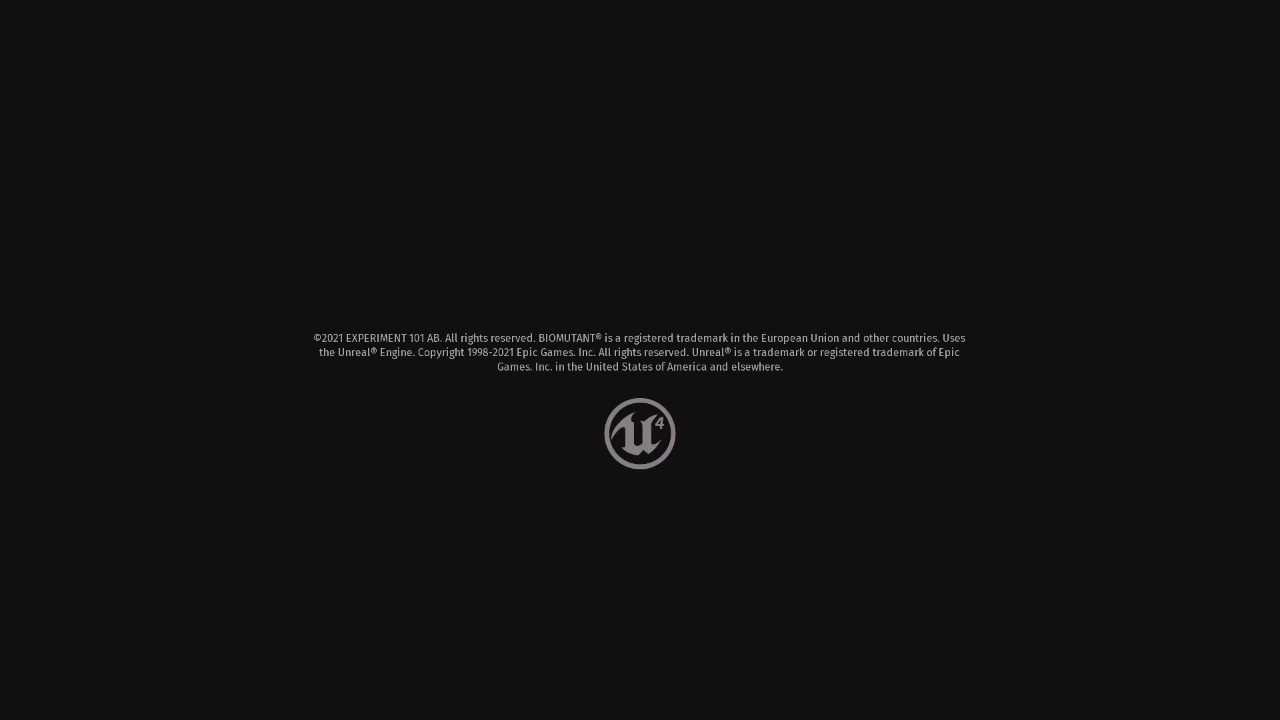 ©2021 EXPERIMENT 101 AB. All rights reserved. BIOMUTANT® is a registered trademark in the European Union and other countries. Uses
the Unreal® Engine. Copyright 1998-2021 Epic Games. Inc. All rights reserved. Unreal® is a trademark or registered trademark of Epic
Games. Inc. in the United States of America and elsewhere.
U4